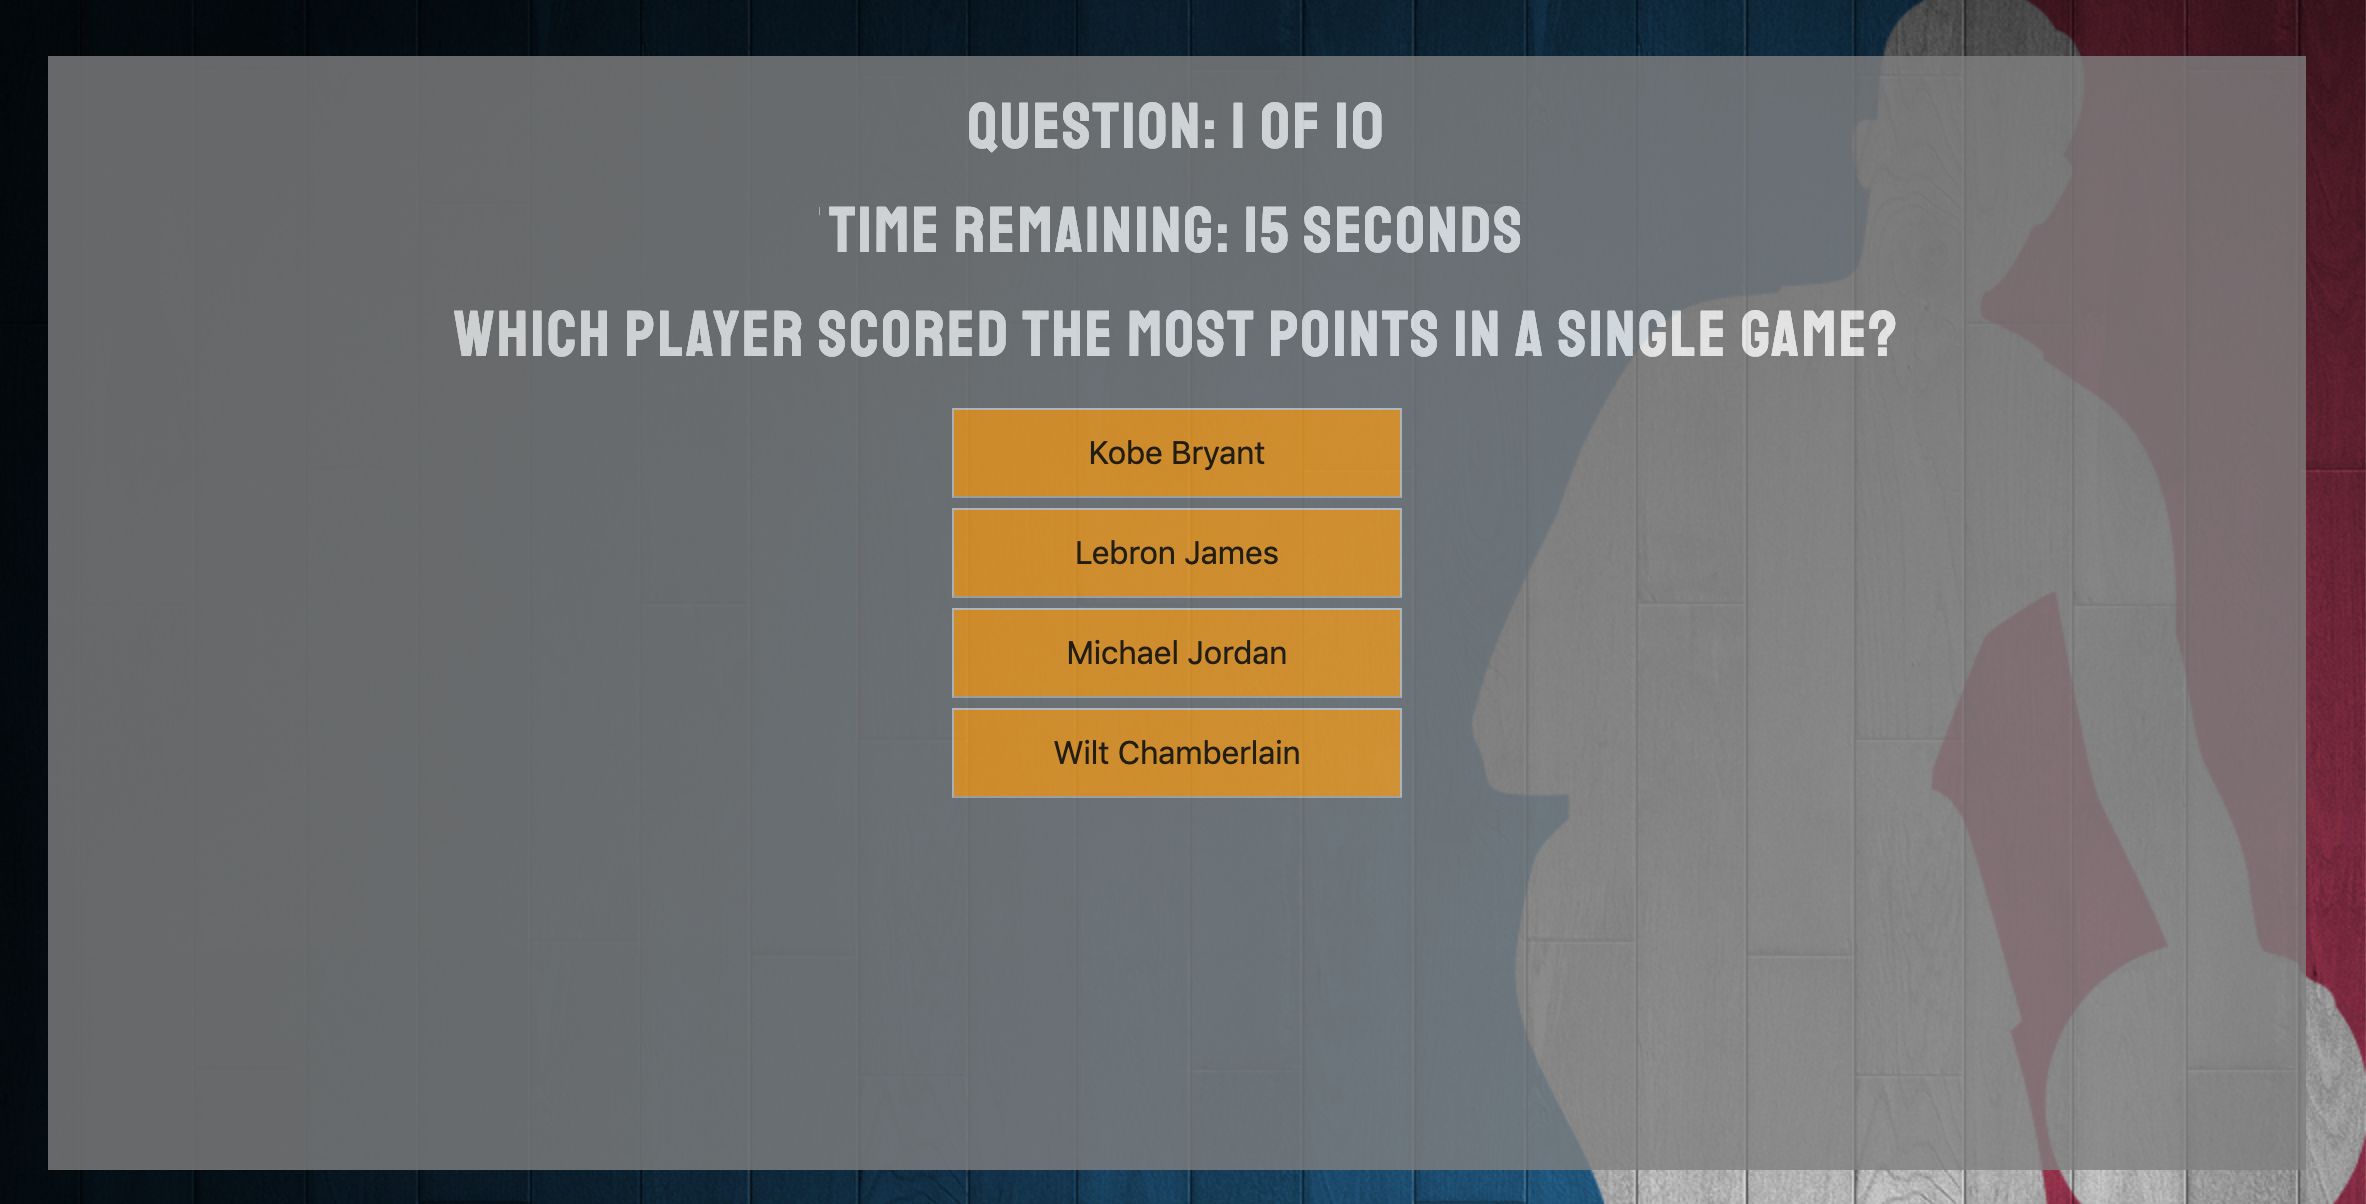 QUESTION: 1 OF 10
TIME REMAINING: 15 SECONDS
WHICH PLAYER SCORED THE MOST POINTS IN A SINGLE GAME?
Kobe Bryant
Lebron James
Michael Jordan
Wilt Chamberlain